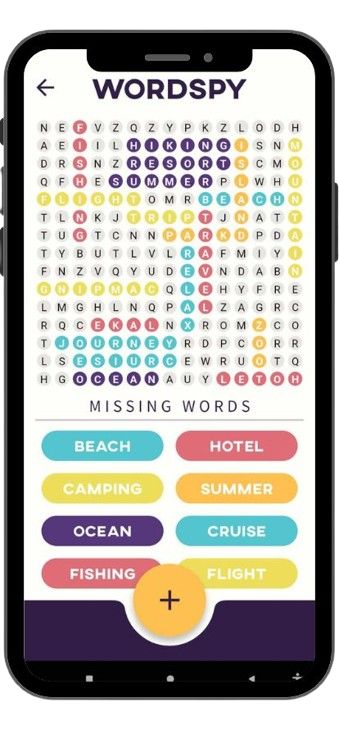 WORDSPY
N E F V Z Q Z Y P K Z L O D H
A E I I L H I K I N G I S N M
D R S N Z R E S O R T S C M O
Q F H E S U M M E R P L W H U
F L I G H T O M R B E A C H N
T L N K J T R I P T J N A T T
T U G T C N N P A R K D P D A
T Y B U T L V L R A F M I Y I
F N Z V Q Y U D E V N D A B N
G N I P M A C Q L E H Y F R E
L M G H L N Q P A L Z A G R C
R Q C E K A L N X R O M Z C O
T J O U R N E Y R D P C O R R
L S E S I U R C E W R U O T Q
H G O C E A N A U Y L E T O H
MISSING WORDS
BEACH HOTEL
CAMPING SUMMER
OCEAN CRUISE
FISHING FLIGHT
+